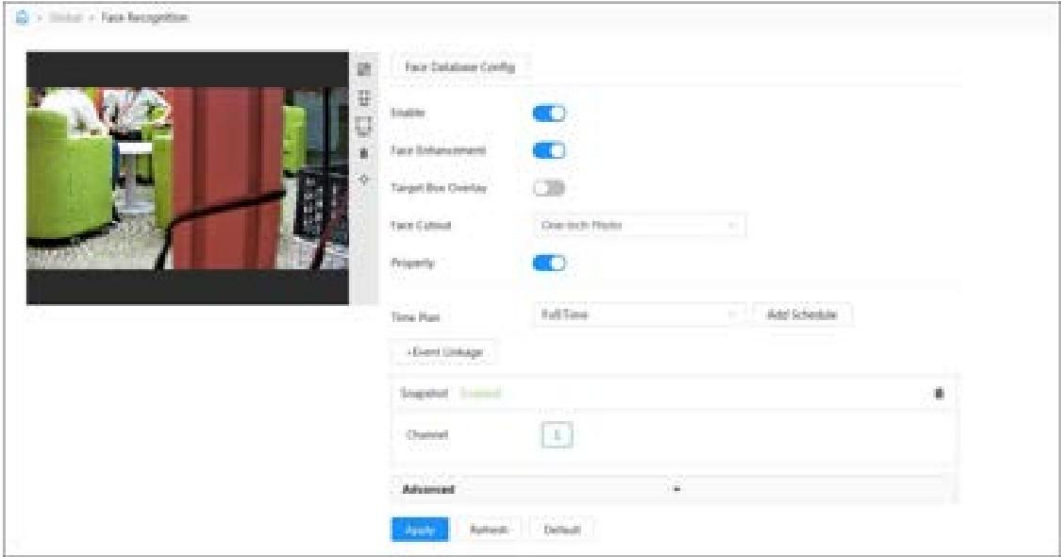 Global > Face Recognition
Face Database Config
Enable
Face Enhancement
Target Box Overlay
Face Cutout One-inch Photo
Property
Time Plan Full Time Add Schedule
+Event Linkage
Snapshot Enabled
Channel 1
Advanced
Apply Refresh Default